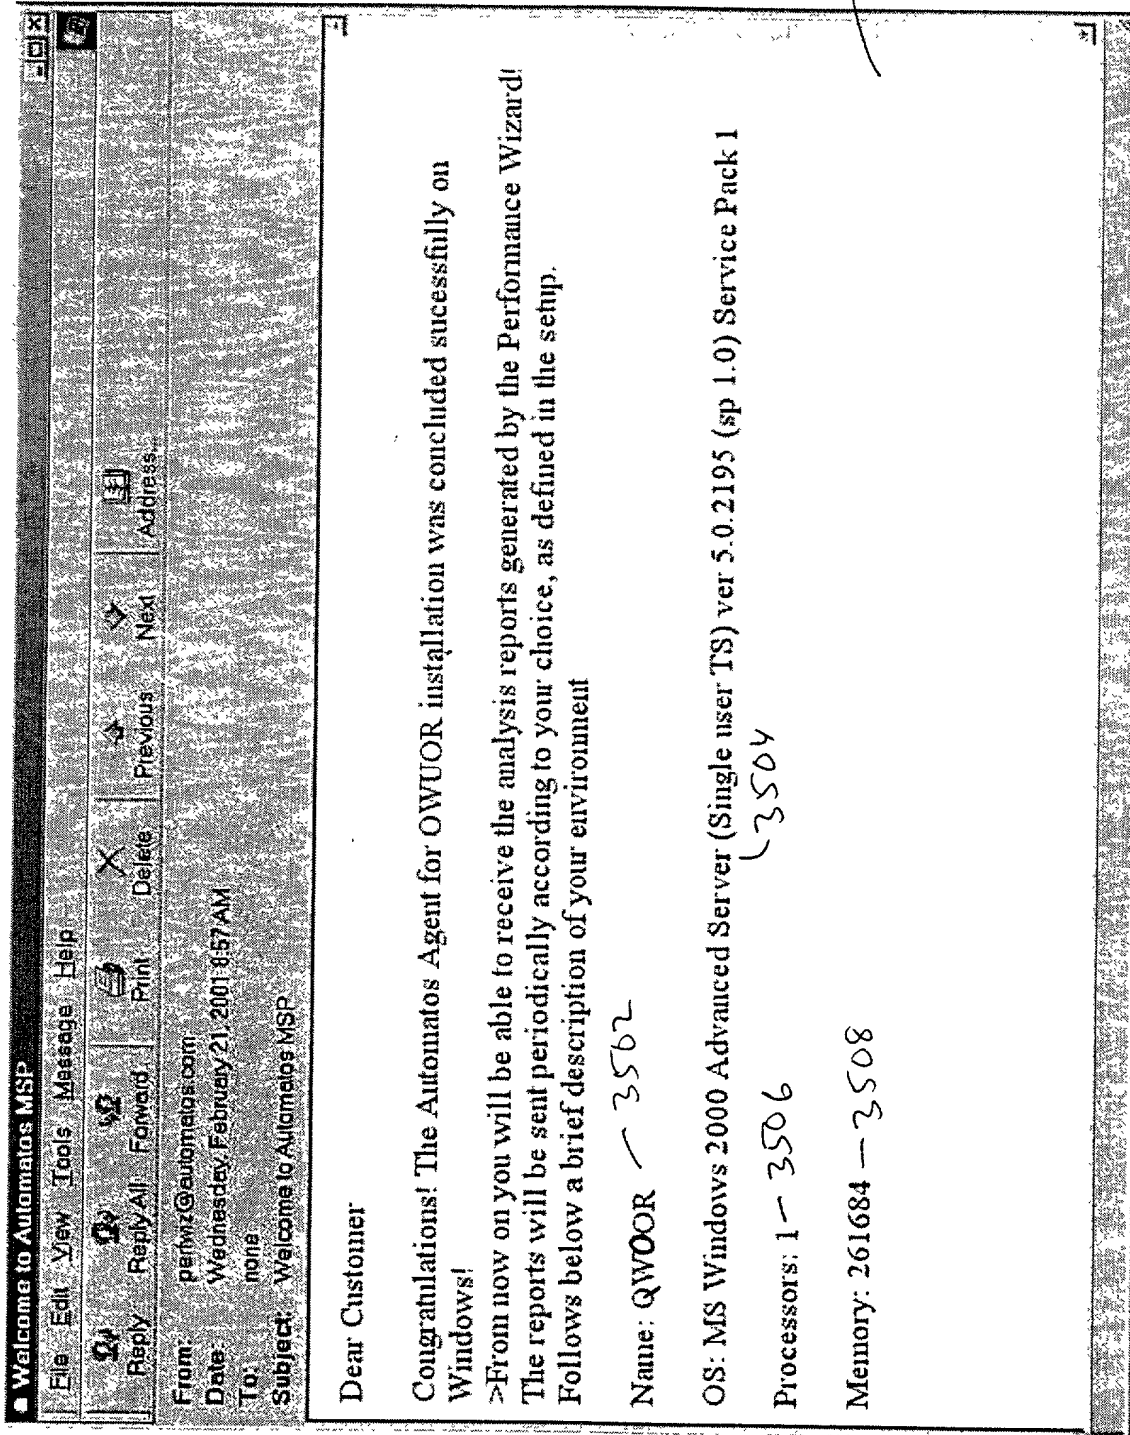 Welcome to Automatos MSP
File Edit View Tools Message Help
Reply Reply All Forward Print Delete Previous Next Address...
From: perfwiz@automatos.com
Date: Wednesday, February 21, 2001 8:57 AM
To: none
Subject: Welcome to Automatos MSP
Dear Customer
Congratulations! The Automatos Agent for OWUOR installation was concluded sucessfully on
Windows!
>From now on you will be able to receive the analysis reports generated by the Performance Wizard!
The reports will be sent periodically according to your choice, as defined in the setup.
Follows below a brief description of your environment
Name: QWOOR — 3502
OS: MS Windows 2000 Advanced Server (Single user TS) ver 5.0.2195 (sp 1.0) Service Pack 1
3504
Processors: 1 — 3506
Memory: 261684 — 3508